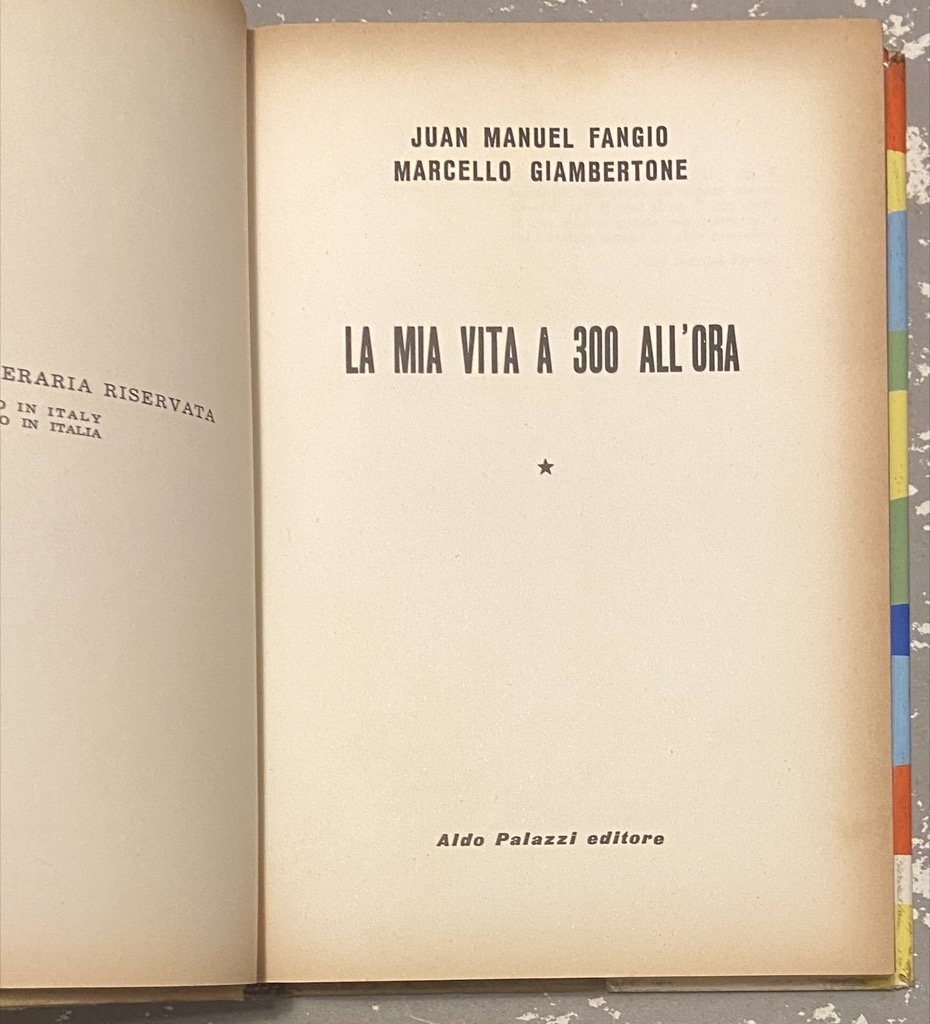 ERARIA RISERVATA
O IN ITALY
O IN ITALIA
JUAN MANUEL FANGIO
MARCELLO GIAMBERTONE
LA MIA VITA A 300 ALL'ORA
Aldo Palazzi editore